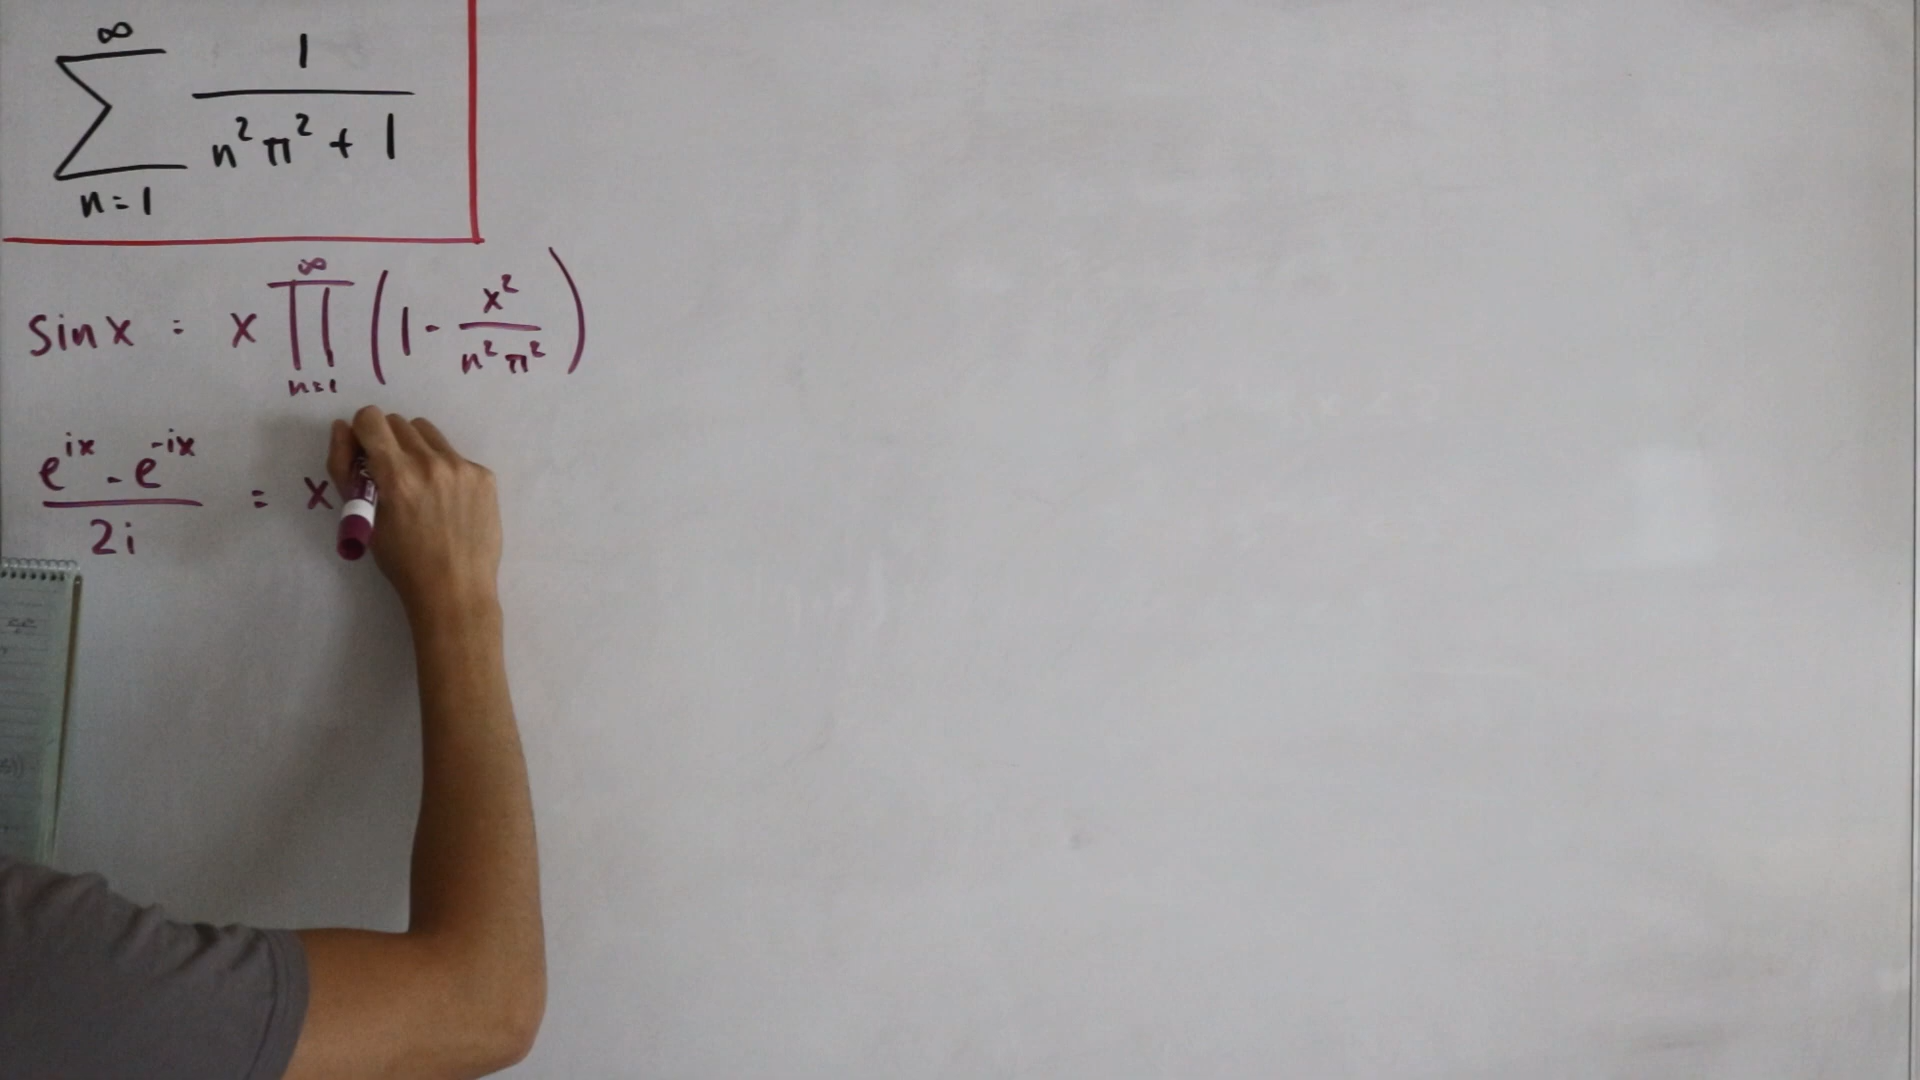 ∞
∑ 1/(n²π² + 1)
n=1
sin x = x ∏_{n=1}^{∞} (1 - x²/(n²π²))
(e^{ix} - e^{-ix})/2i = x